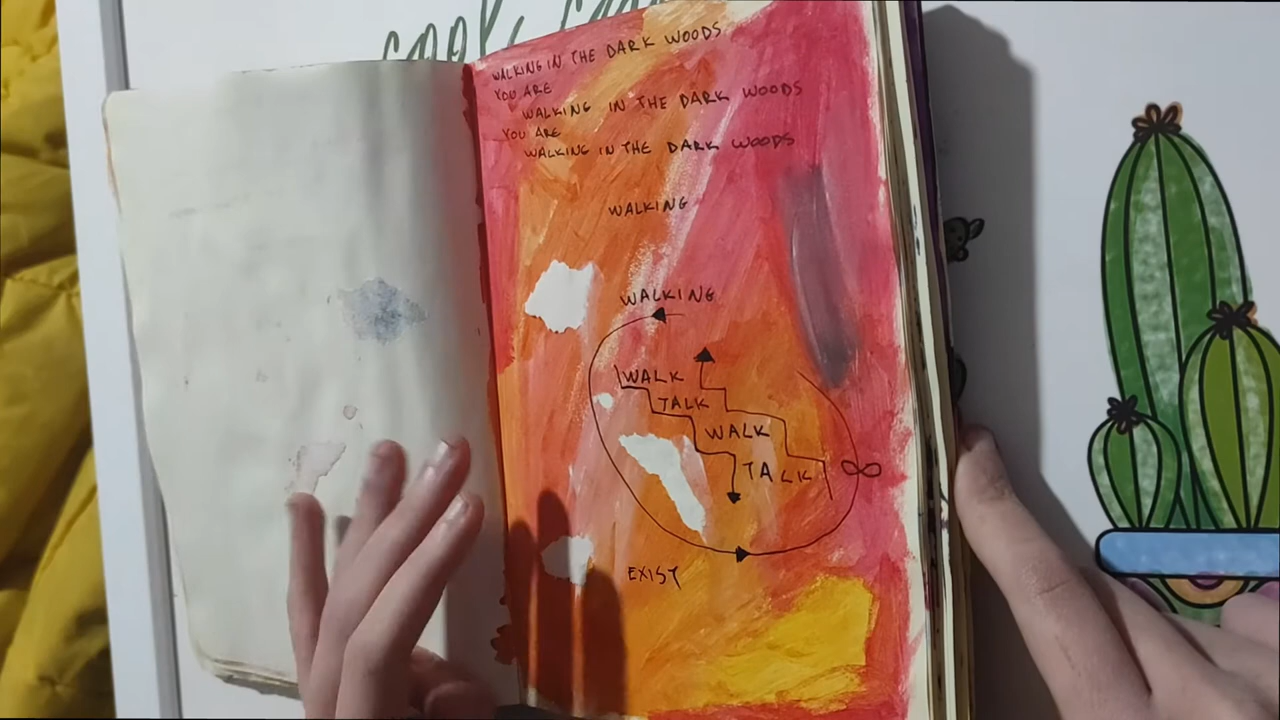 WALKING IN THE DARK WOODS
YOU ARE
WALKING IN THE DARK WOODS
YOU ARE
WALKING IN THE DARK WOODS
WALKING
WALKING
WALK
TALK
WALK
TALK
∞
EXIST